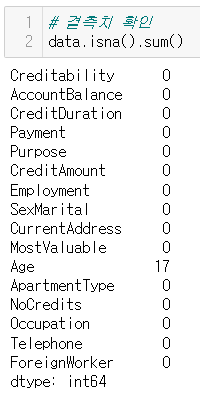 1 # 결측치 확인
2 data.isna().sum()
Creditability 0
AccountBalance 0
CreditDuration 0
Payment 0
Purpose 0
CreditAmount 0
Employment 0
SexMarital 0
CurrentAddress 0
MostValuable 0
Age 17
ApartmentType 0
NoCredits 0
Occupation 0
Telephone 0
ForeignWorker 0
dtype: int64